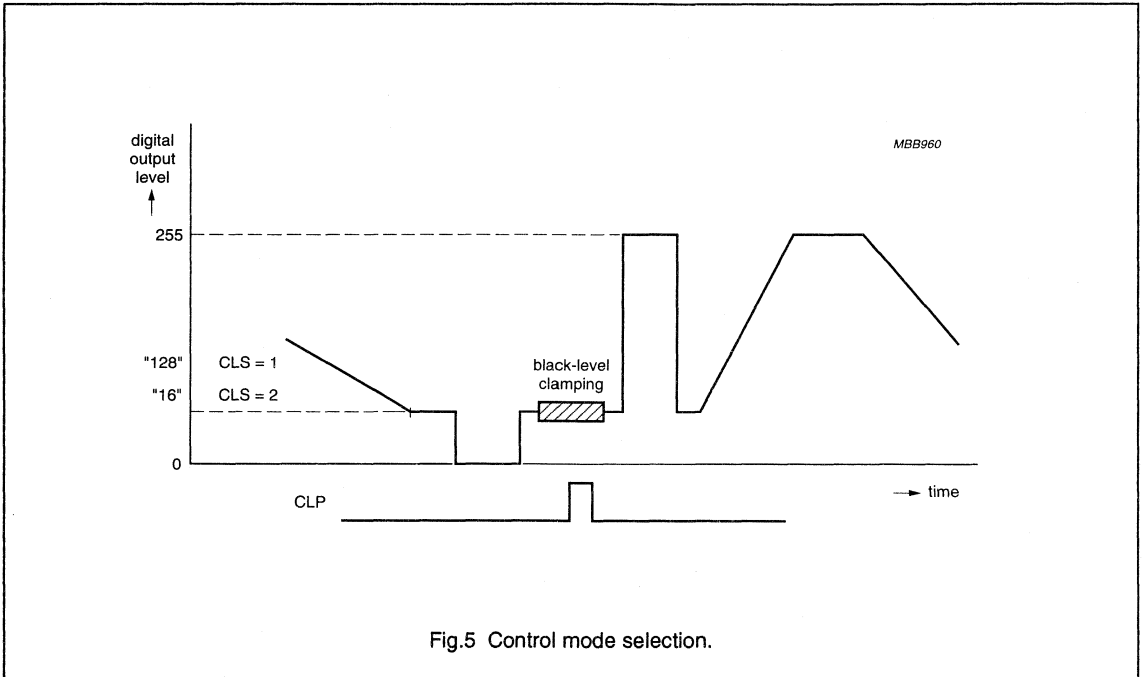 digital
output
level
MBB960
255
"128" CLS = 1
black-level
clamping
"16" CLS = 2
0
time
CLP
Fig.5 Control mode selection.